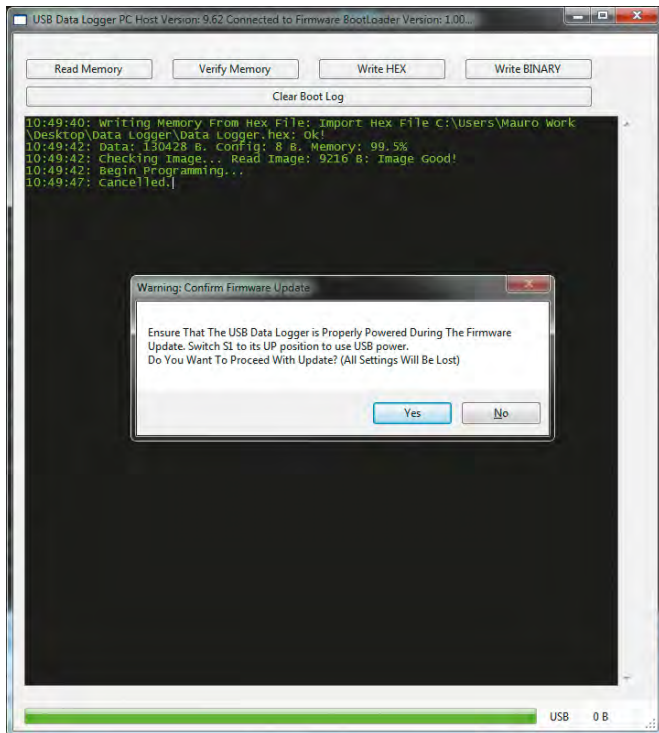 USB Data Logger PC Host Version: 9.62 Connected to Firmware BootLoader Version: 1.00...
Read Memory
Verify Memory
Write HEX
Write BINARY
Clear Boot Log
10:49:40: Writing Memory From Hex File: Import Hex File C:\Users\Mauro Work
\Desktop\Data Logger\Data Logger.hex: Ok!
10:49:42: Data: 130428 B. Config: 8 B. Memory: 99.5%
10:49:42: Checking Image... Read Image: 9216 B: Image Good!
10:49:42: Begin Programming...
10:49:47: Cancelled.
Warning: Confirm Firmware Update
Ensure That The USB Data Logger is Properly Powered During The Firmware
Update. Switch S1 to its UP position to use USB power.
Do You Want To Proceed With Update? (All Settings Will Be Lost)
Yes
No
USB
0 B